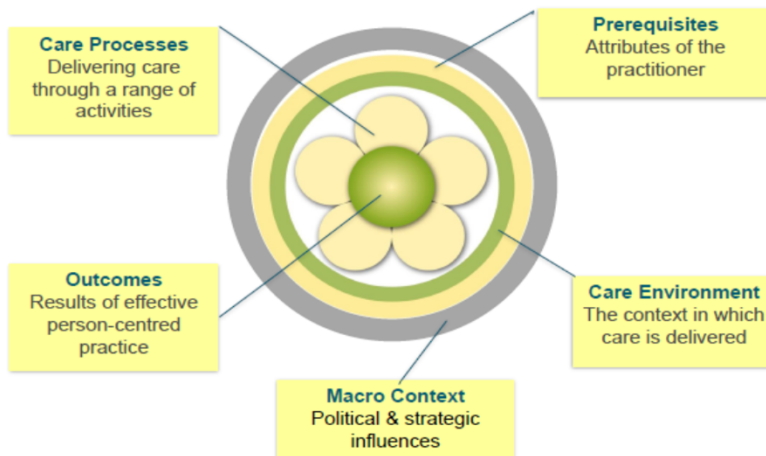 Care Processes
Delivering care
through a range of
activities
Prerequisites
Attributes of the
practitioner
Outcomes
Results of effective
person-centred
practice
Care Environment
The context in which
care is delivered
Macro Context
Political & strategic
influences